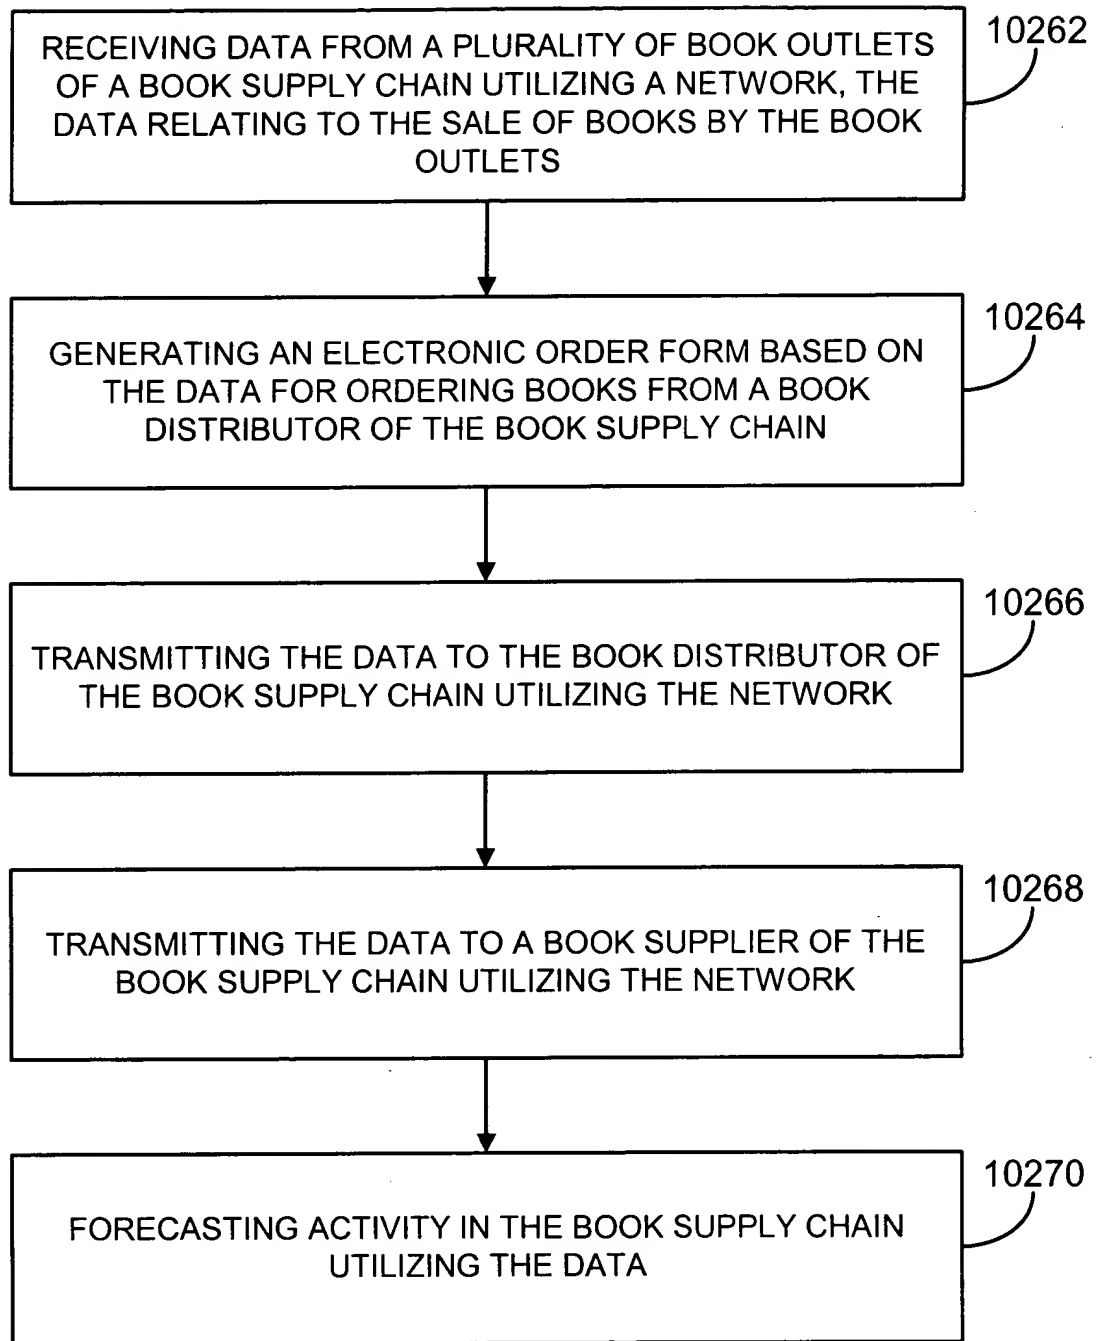 RECEIVING DATA FROM A PLURALITY OF BOOK OUTLETS
OF A BOOK SUPPLY CHAIN UTILIZING A NETWORK, THE
DATA RELATING TO THE SALE OF BOOKS BY THE BOOK
OUTLETS
10262
GENERATING AN ELECTRONIC ORDER FORM BASED ON
THE DATA FOR ORDERING BOOKS FROM A BOOK
DISTRIBUTOR OF THE BOOK SUPPLY CHAIN
10264
TRANSMITTING THE DATA TO THE BOOK DISTRIBUTOR OF
THE BOOK SUPPLY CHAIN UTILIZING THE NETWORK
10266
TRANSMITTING THE DATA TO A BOOK SUPPLIER OF THE
BOOK SUPPLY CHAIN UTILIZING THE NETWORK
10268
FORECASTING ACTIVITY IN THE BOOK SUPPLY CHAIN
UTILIZING THE DATA
10270